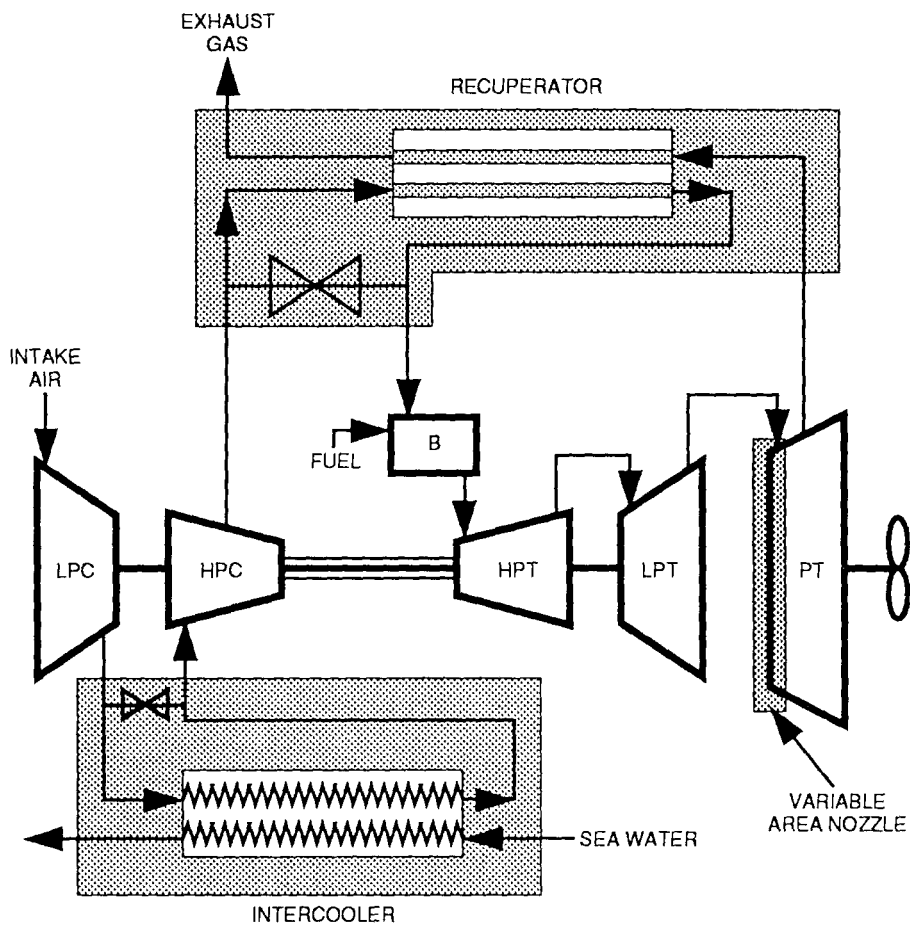 EXHAUST
GAS
RECUPERATOR
INTAKE
AIR
FUEL
B
LPC
HPC
HPT
LPT
PT
VARIABLE
AREA NOZZLE
SEA WATER
INTERCOOLER